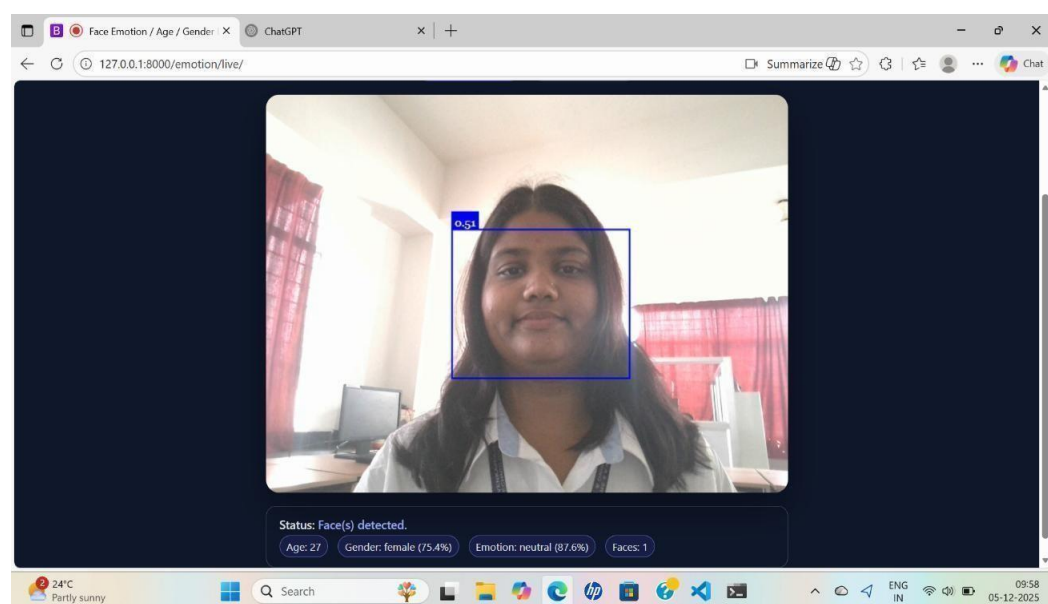 B Face Emotion / Age / Gender
ChatGPT
127.0.0.1:8000/emotion/live/
Summarize
Chat
0.51
Status: Face(s) detected.
Age: 27 Gender: female (75.4%) Emotion: neutral (87.6%) Faces: 1
2
24°C
Partly sunny
Search
hp
ENG
IN
09:58
05-12-2025